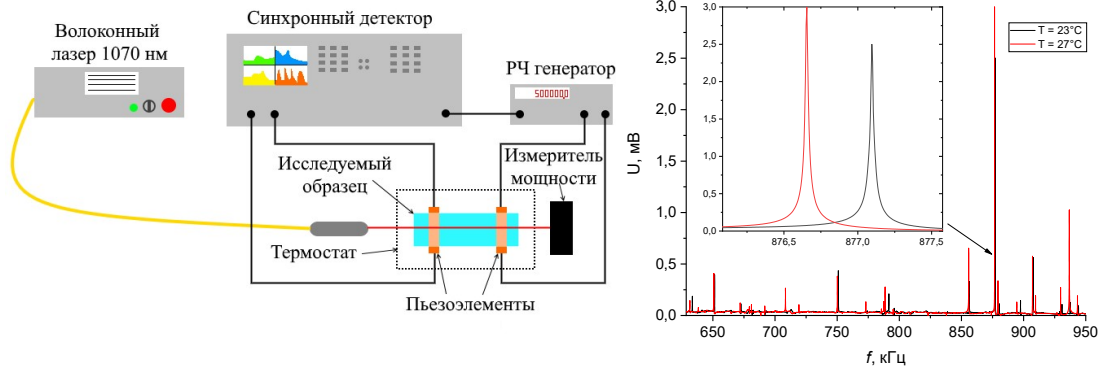 Волоконный
лазер 1070 нм
Синхронный детектор
РЧ генератор
500000,0
Исследуемый
образец
Измеритель
мощности
Термостат
Пьезоэлементы
U, мВ
3,0
2,5
2,0
1,5
1,0
0,5
0,0
650 700 750 800 850 900 950
f, кГц
3,0
2,5
2,0
1,5
1,0
0,5
0,0
876,5 877,0 877,5
T = 23°C
T = 27°C